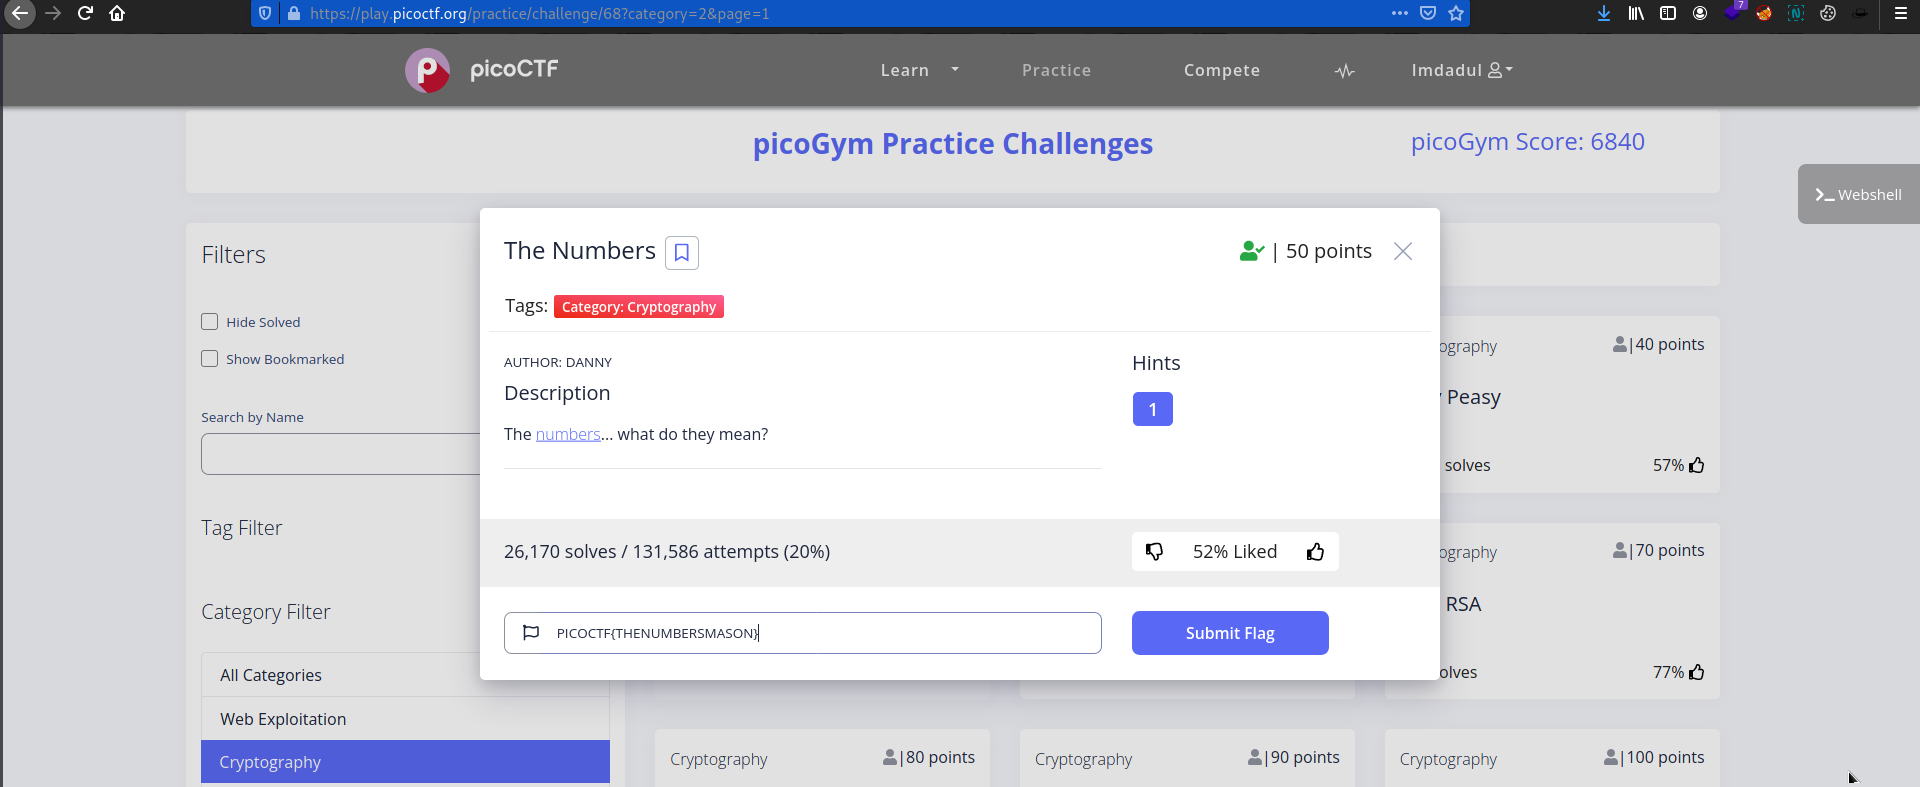 https://play.picoctf.org/practice/challenge/68?category=2&page=1
7
picoCTF
Learn
Practice
Compete
Imdadul
picoGym Practice Challenges
picoGym Score: 6840
Webshell
Filters
Hide Solved
Show Bookmarked
Search by Name
Tag Filter
Category Filter
All Categories
Web Exploitation
Cryptography
The Numbers
| 50 points
Tags: Category: Cryptography
AUTHOR: DANNY
Description
The numbers... what do they mean?
Hints
1
26,170 solves / 131,586 attempts (20%)
52% Liked
PICOCTF{THENUMBERSMASON}
Submit Flag
|40 points
Peasy
solves
57%
|70 points
RSA
77%
Cryptography |80 points
Cryptography |90 points
Cryptography |100 points